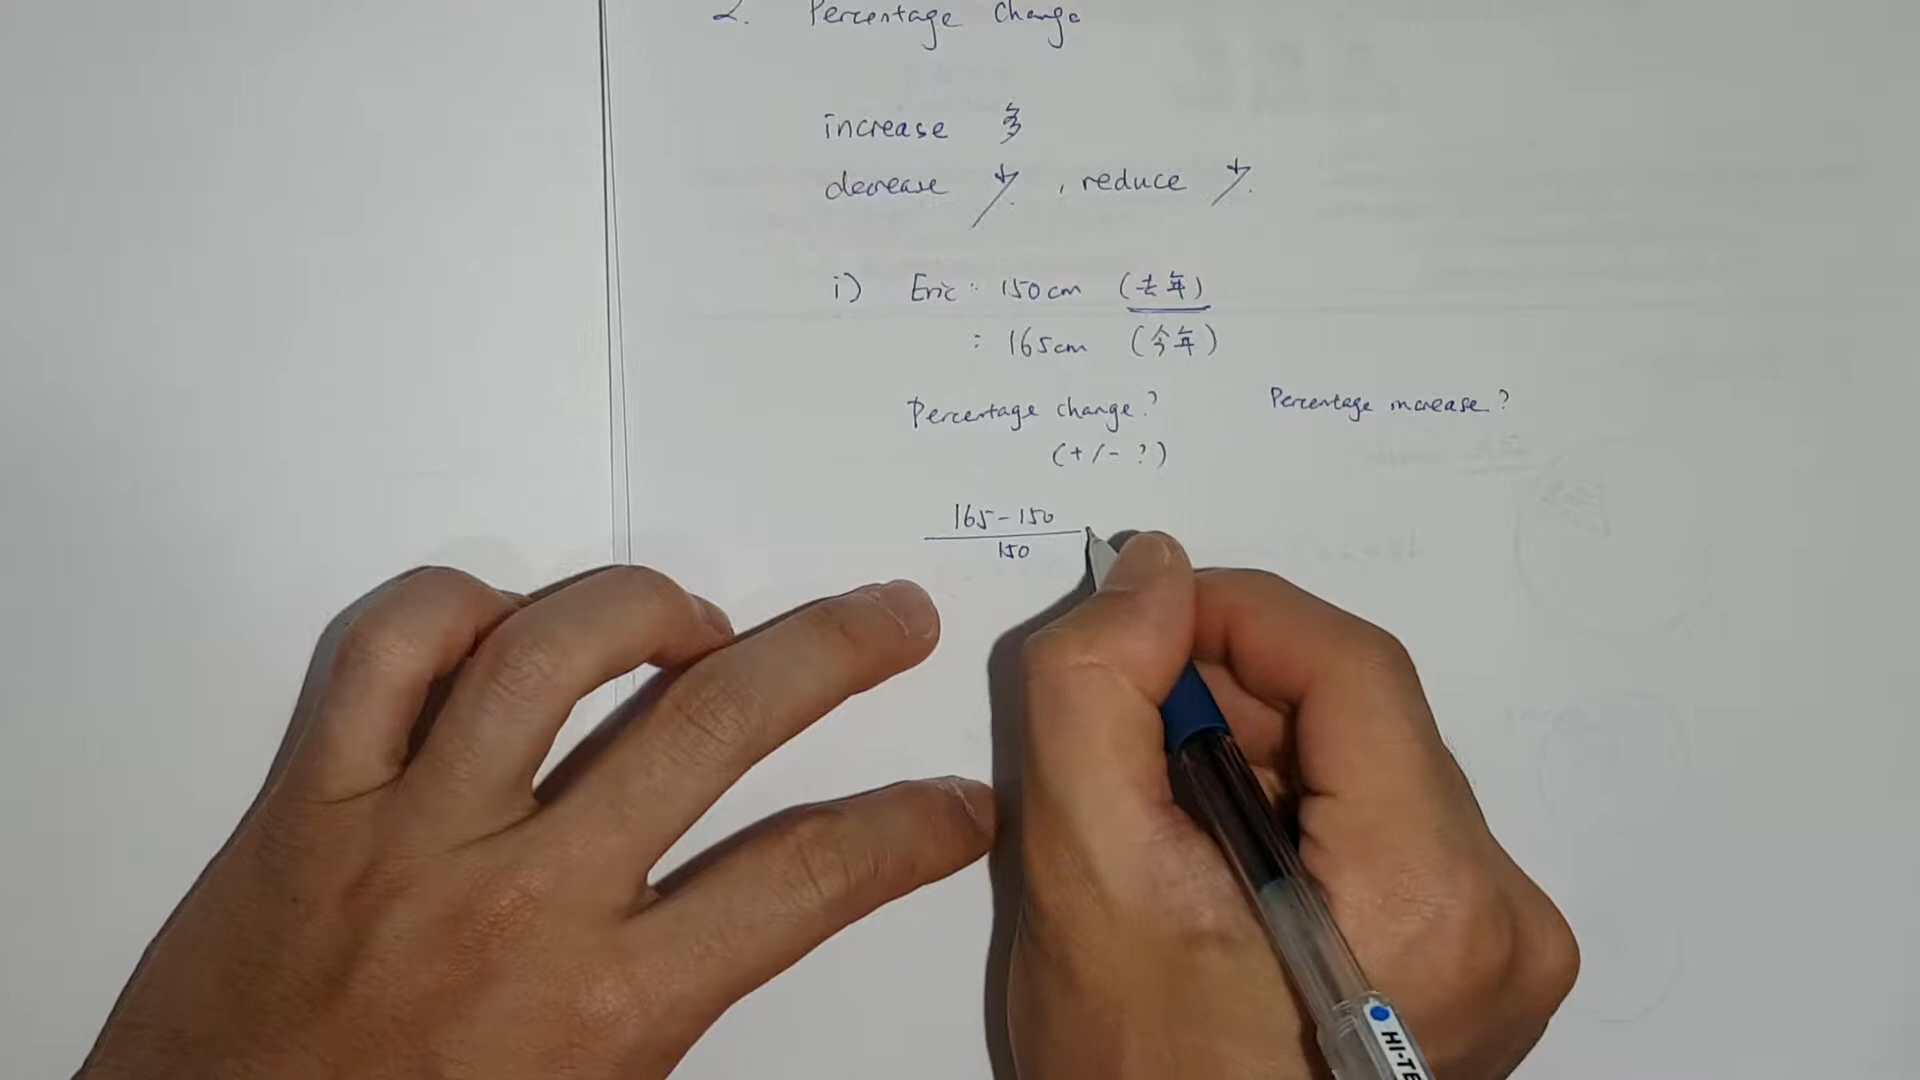 2. Percentage Change
increase 多
decrease 少, reduce 少.
i) Eric: 150cm (去年)
: 165cm (今年)
Percentage change? Percentage increase?
(+/- ?)
165-150
150
HI-TE